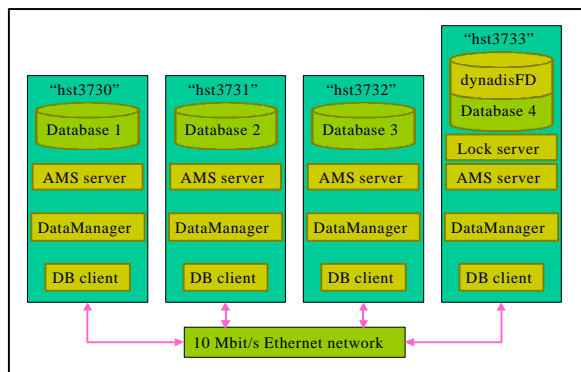 “hst3730”
Database 1
AMS server
DataManager
DB client
“hst3731”
Database 2
AMS server
DataManager
DB client
“hst3732”
Database 3
AMS server
DataManager
DB client
“hst3733”
dynadisFD
Database 4
Lock server
AMS server
DataManager
DB client
10 Mbit/s Ethernet network